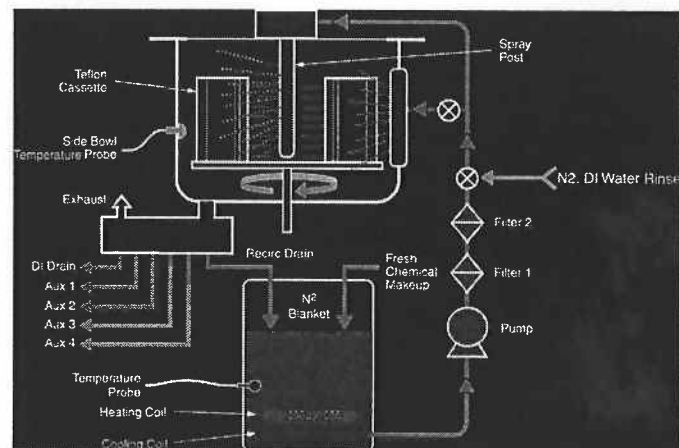 Spray
Post
Teflon
Cassette
Side Bowl
Temperature Probe
N2, DI Water Rinse
Exhaust
Filter 2
Recirc Drain
DI Drain
Fresh
Chemical
Makeup
Filter 1
Aux 1
Aux 2
N2
Blanket
Aux 3
Pump
Aux 4
Temperature
Probe
Heating Coil
Cooling Coil